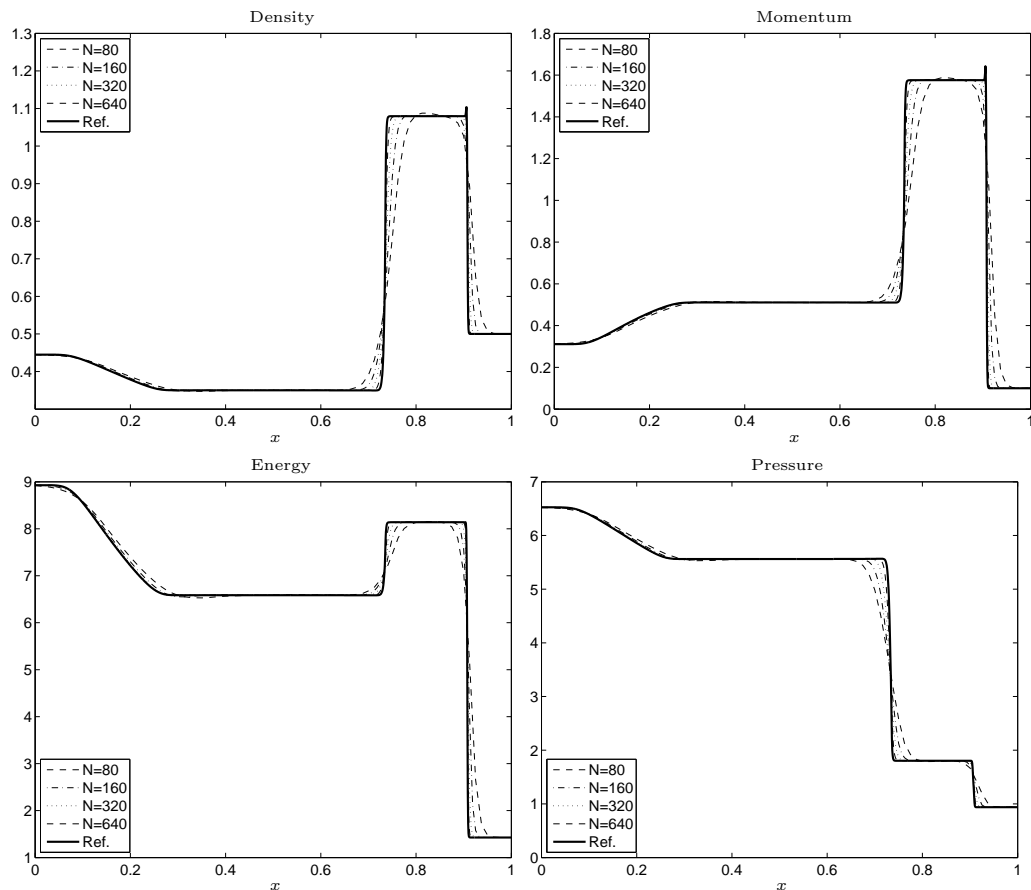 Density
1.3
1.2
1.1
1
0.9
0.8
0.7
0.6
0.5
0.4
N=80
N=160
N=320
N=640
Ref.
0 0.2 0.4 0.6 0.8 1
x
Momentum
1.8
1.6
1.4
1.2
1
0.8
0.6
0.4
0.2
0
N=80
N=160
N=320
N=640
Ref.
0 0.2 0.4 0.6 0.8 1
x
Energy
9
8
7
6
5
4
3
2
1
N=80
N=160
N=320
N=640
Ref.
0 0.2 0.4 0.6 0.8 1
x
Pressure
7
6
5
4
3
2
1
0
N=80
N=160
N=320
N=640
Ref.
0 0.2 0.4 0.6 0.8 1
x